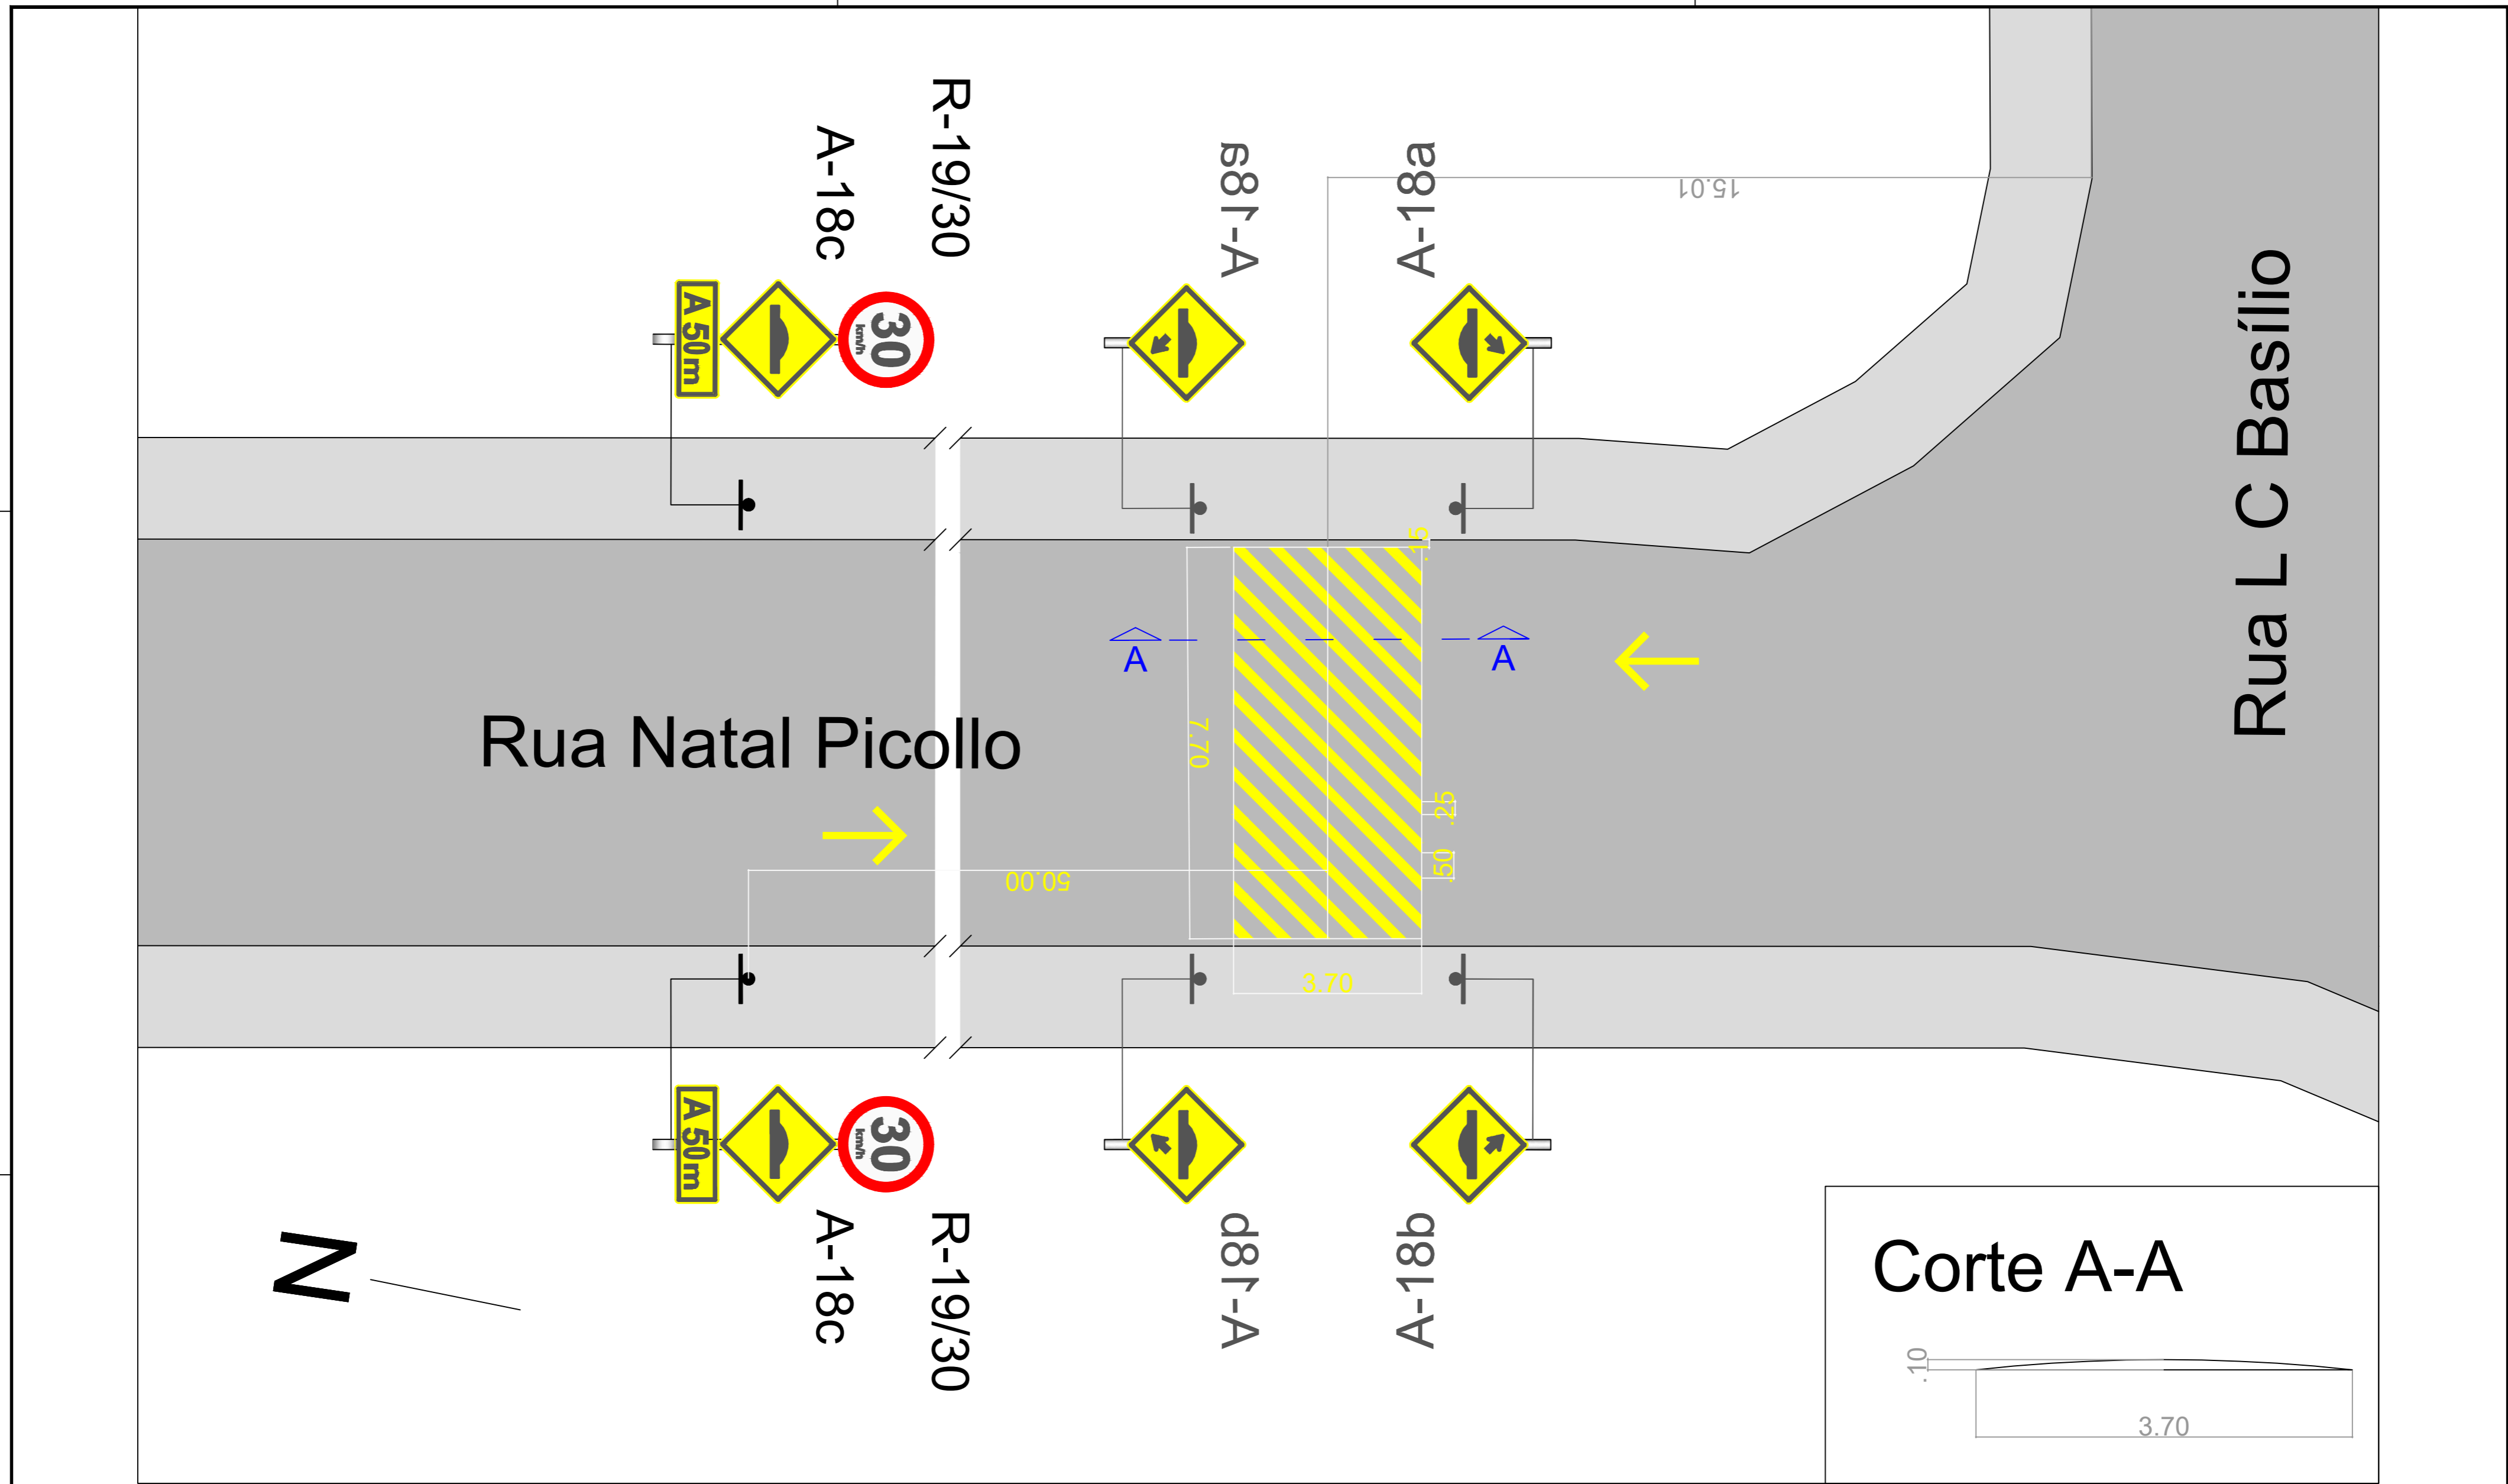 R-19/30
A-18c
A-18a
A-18a
15.01
A 50m
30
km/h
Rua L C Basílio
.15
A
A
Rua Natal Picollo
7.70
.25
.50
50.00
3.70
A 50m
30
km/h
A-18c
R-19/30
A-18b
A-18b
N
Corte A-A
.10
3.70